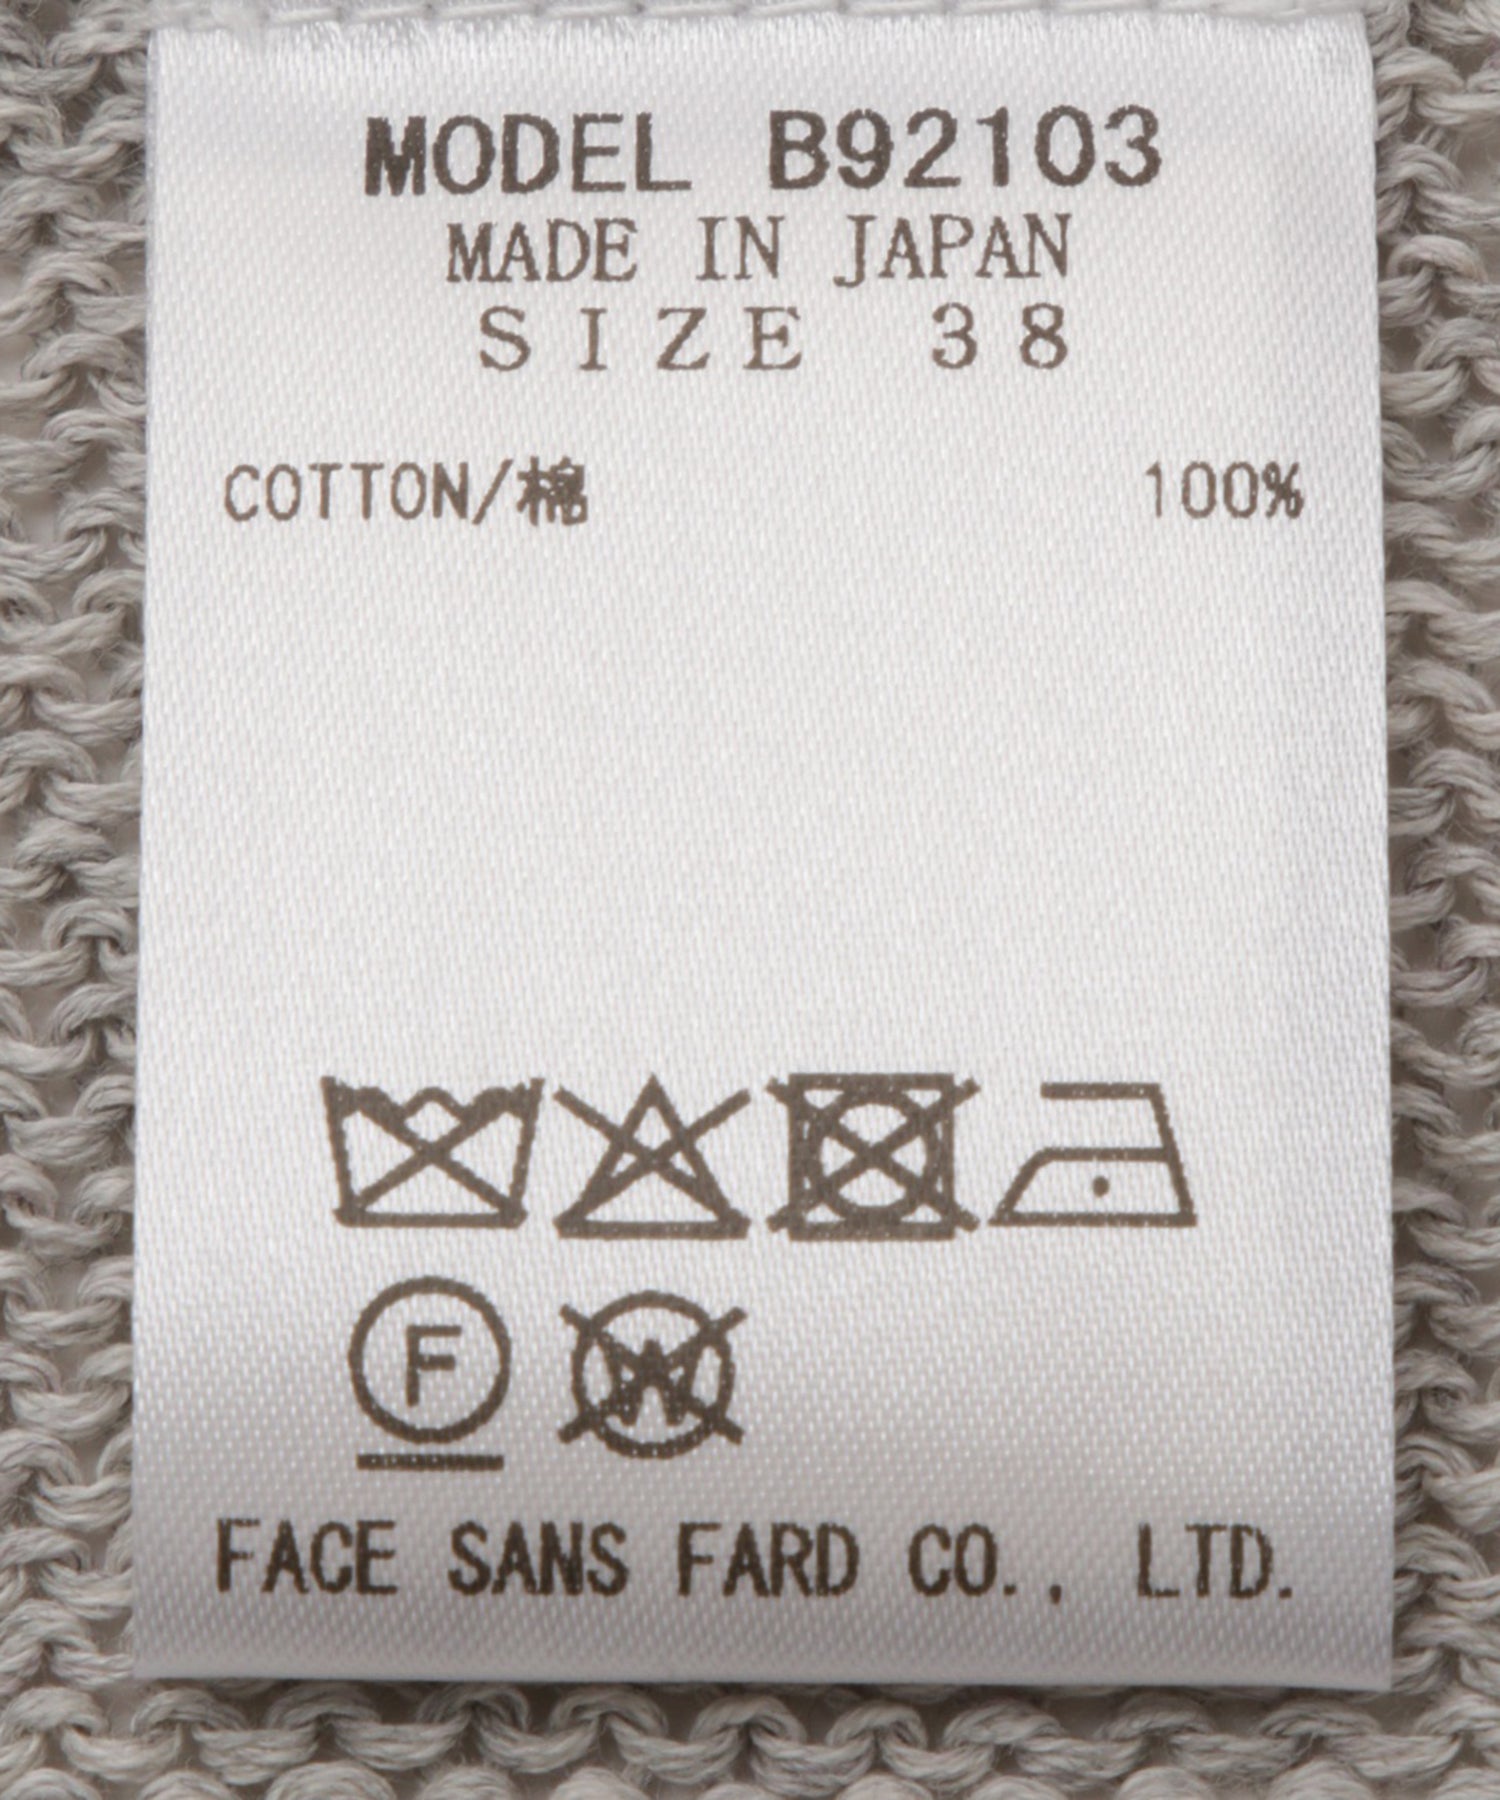 MODEL B92103
MADE IN JAPAN
SIZE 38
COTTON/棉 100%
F W
FACE SANS FARD CO., LTD.